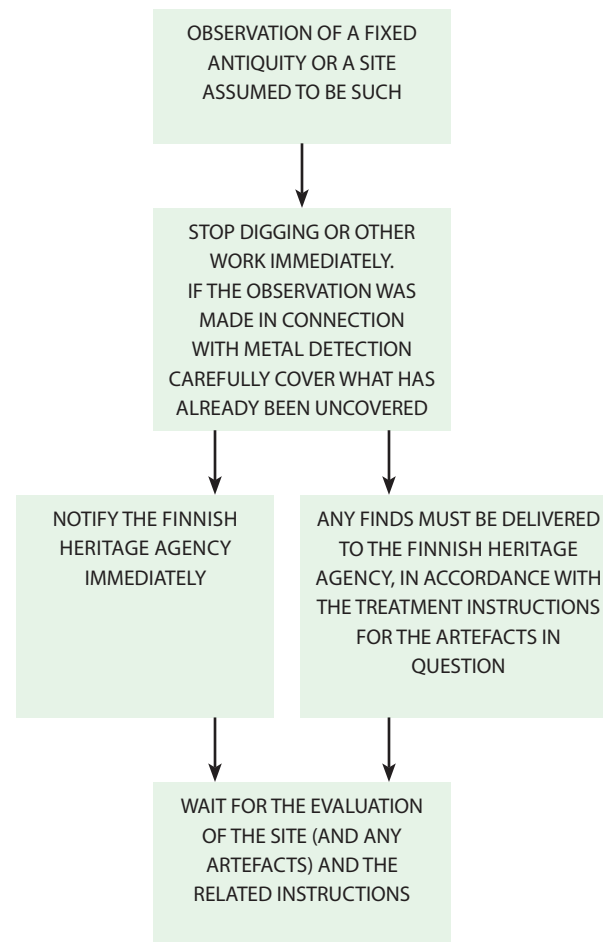 OBSERVATION OF A FIXED
ANTIQUITY OR A SITE
ASSUMED TO BE SUCH
STOP DIGGING OR OTHER
WORK IMMEDIATELY.
IF THE OBSERVATION WAS
MADE IN CONNECTION
WITH METAL DETECTION
CAREFULLY COVER WHAT HAS
ALREADY BEEN UNCOVERED
NOTIFY THE FINNISH
HERITAGE AGENCY
IMMEDIATELY
ANY FINDS MUST BE DELIVERED
TO THE FINNISH HERITAGE
AGENCY, IN ACCORDANCE WITH
THE TREATMENT INSTRUCTIONS
FOR THE ARTEFACTS IN
QUESTION
WAIT FOR THE EVALUATION
OF THE SITE (AND ANY
ARTEFACTS) AND THE
RELATED INSTRUCTIONS